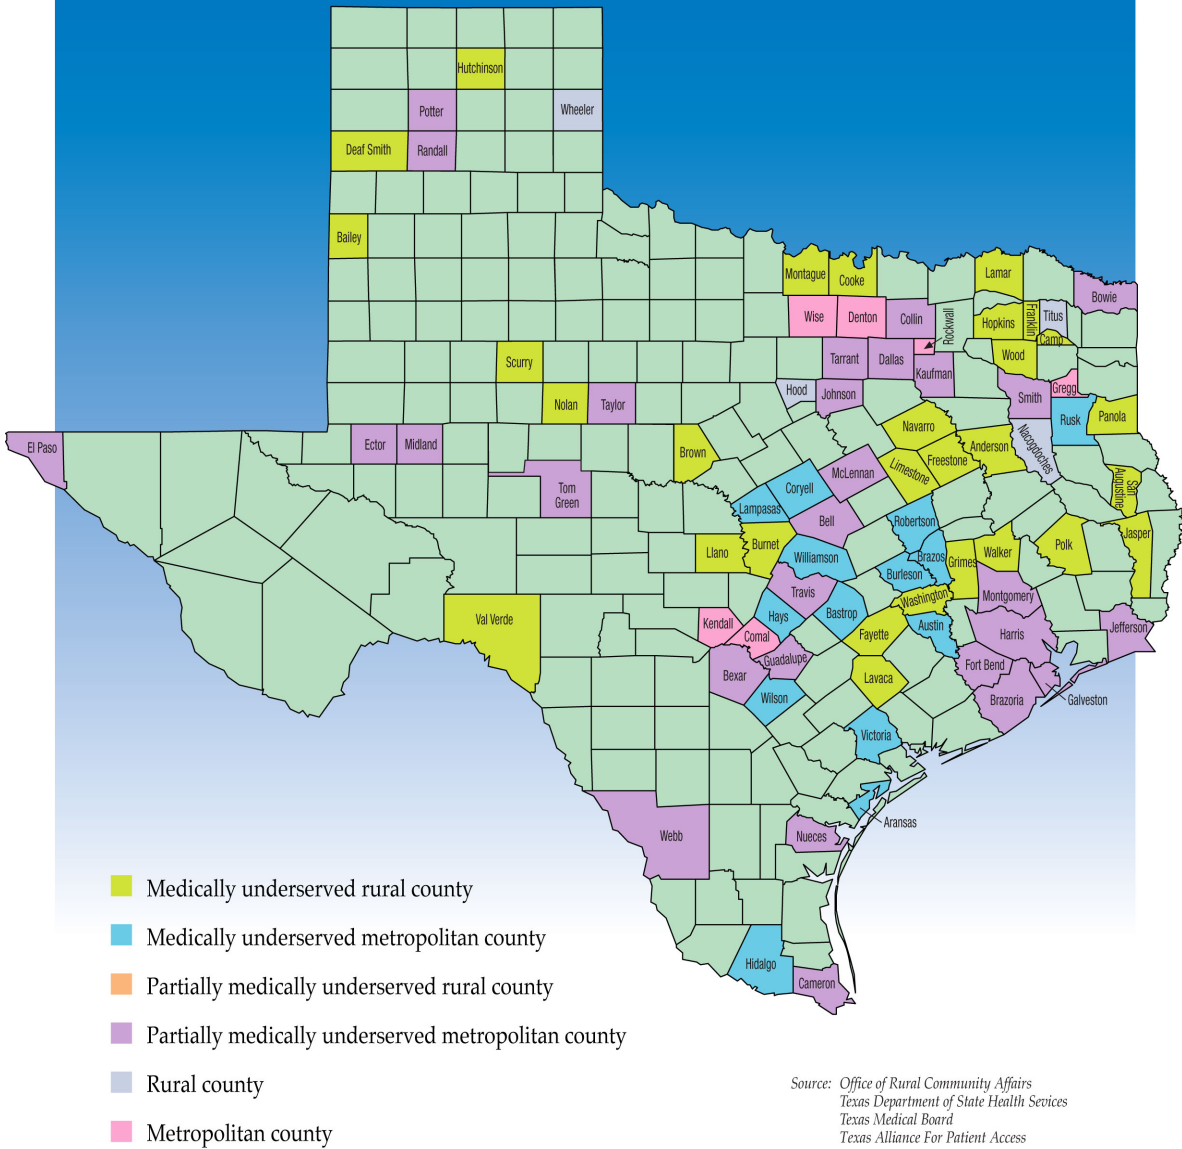 Hutchinson
Potter
Wheeler
Deaf Smith
Randall
Bailey
Montague
Cooke
Lamar
Bowie
Wise
Denton
Collin
Rockwall
Hopkins
Franklin
Titus
Camp
Scurry
Tarrant
Dallas
Kaufman
Wood
Nolan
Taylor
Hood
Johnson
Smith
Gregg
Rusk
Panola
El Paso
Ector
Midland
Brown
Navarro
Limestone
Freestone
Anderson
Nacogdoches
San
Augustine
Tom
Green
Lampasas
Coryell
McLennan
Bell
Robertson
Llano
Burnet
Williamson
Brazos
Burleson
Grimes
Walker
Polk
Jasper
Val Verde
Travis
Hays
Bastrop
Washington
Montgomery
Kendall
Comal
Fayette
Austin
Harris
Jefferson
Bexar
Guadalupe
Wilson
Lavaca
Fort Bend
Brazoria
Galveston
Victoria
Aransas
Webb
Nueces
Hidalgo
Cameron
Medically underserved rural county
Medically underserved metropolitan county
Partially medically underserved rural county
Partially medically underserved metropolitan county
Rural county
Metropolitan county
Source: Office of Rural Community Affairs
Texas Department of State Health Sevices
Texas Medical Board
Texas Alliance For Patient Access